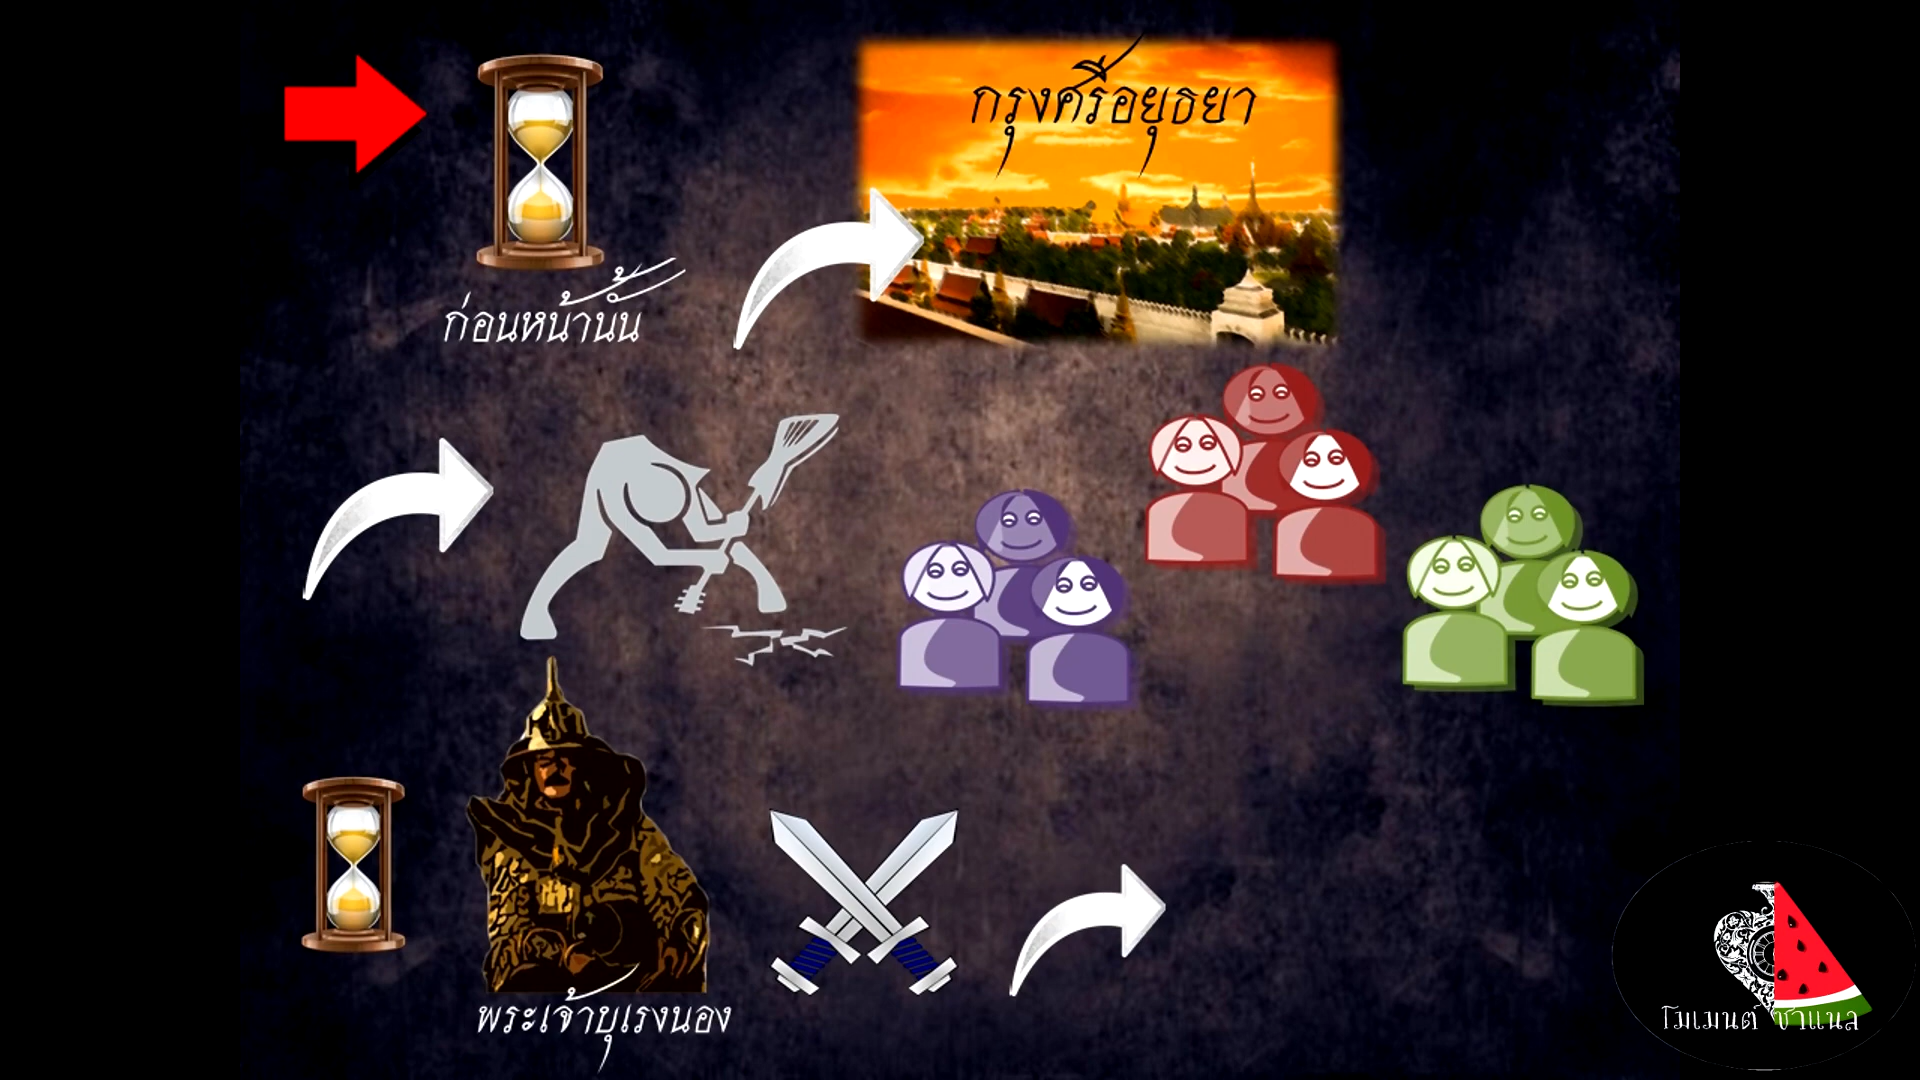 กรุงศรีอยุธยา
ก่อนหน้านั้น
พระเจ้าบุเรงนอง
โมเมนต์ ชาแนล